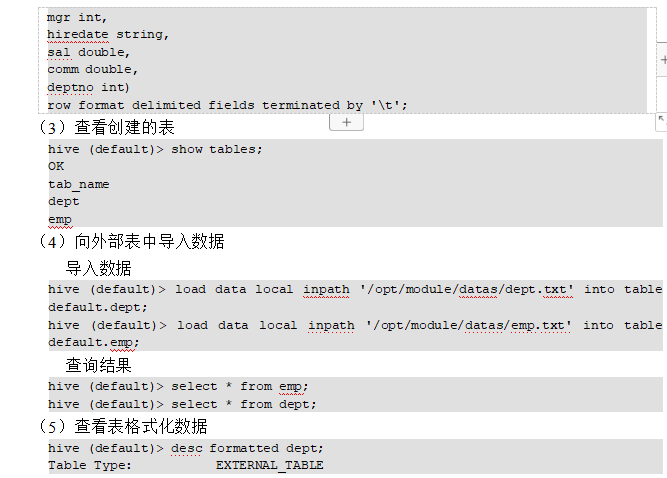 mgr int,
hiredate string,
sal double,
comm double,
deptno int)
row format delimited fields terminated by '\t';
（3）查看创建的表
hive (default)> show tables;
OK
tab_name
dept
emp
（4）向外部表中导入数据
导入数据
hive (default)> load data local inpath '/opt/module/datas/dept.txt' into table
default.dept;
hive (default)> load data local inpath '/opt/module/datas/emp.txt' into table
default.emp;
查询结果
hive (default)> select * from emp;
hive (default)> select * from dept;
（5）查看表格式化数据
hive (default)> desc formatted dept;
Table Type: EXTERNAL_TABLE